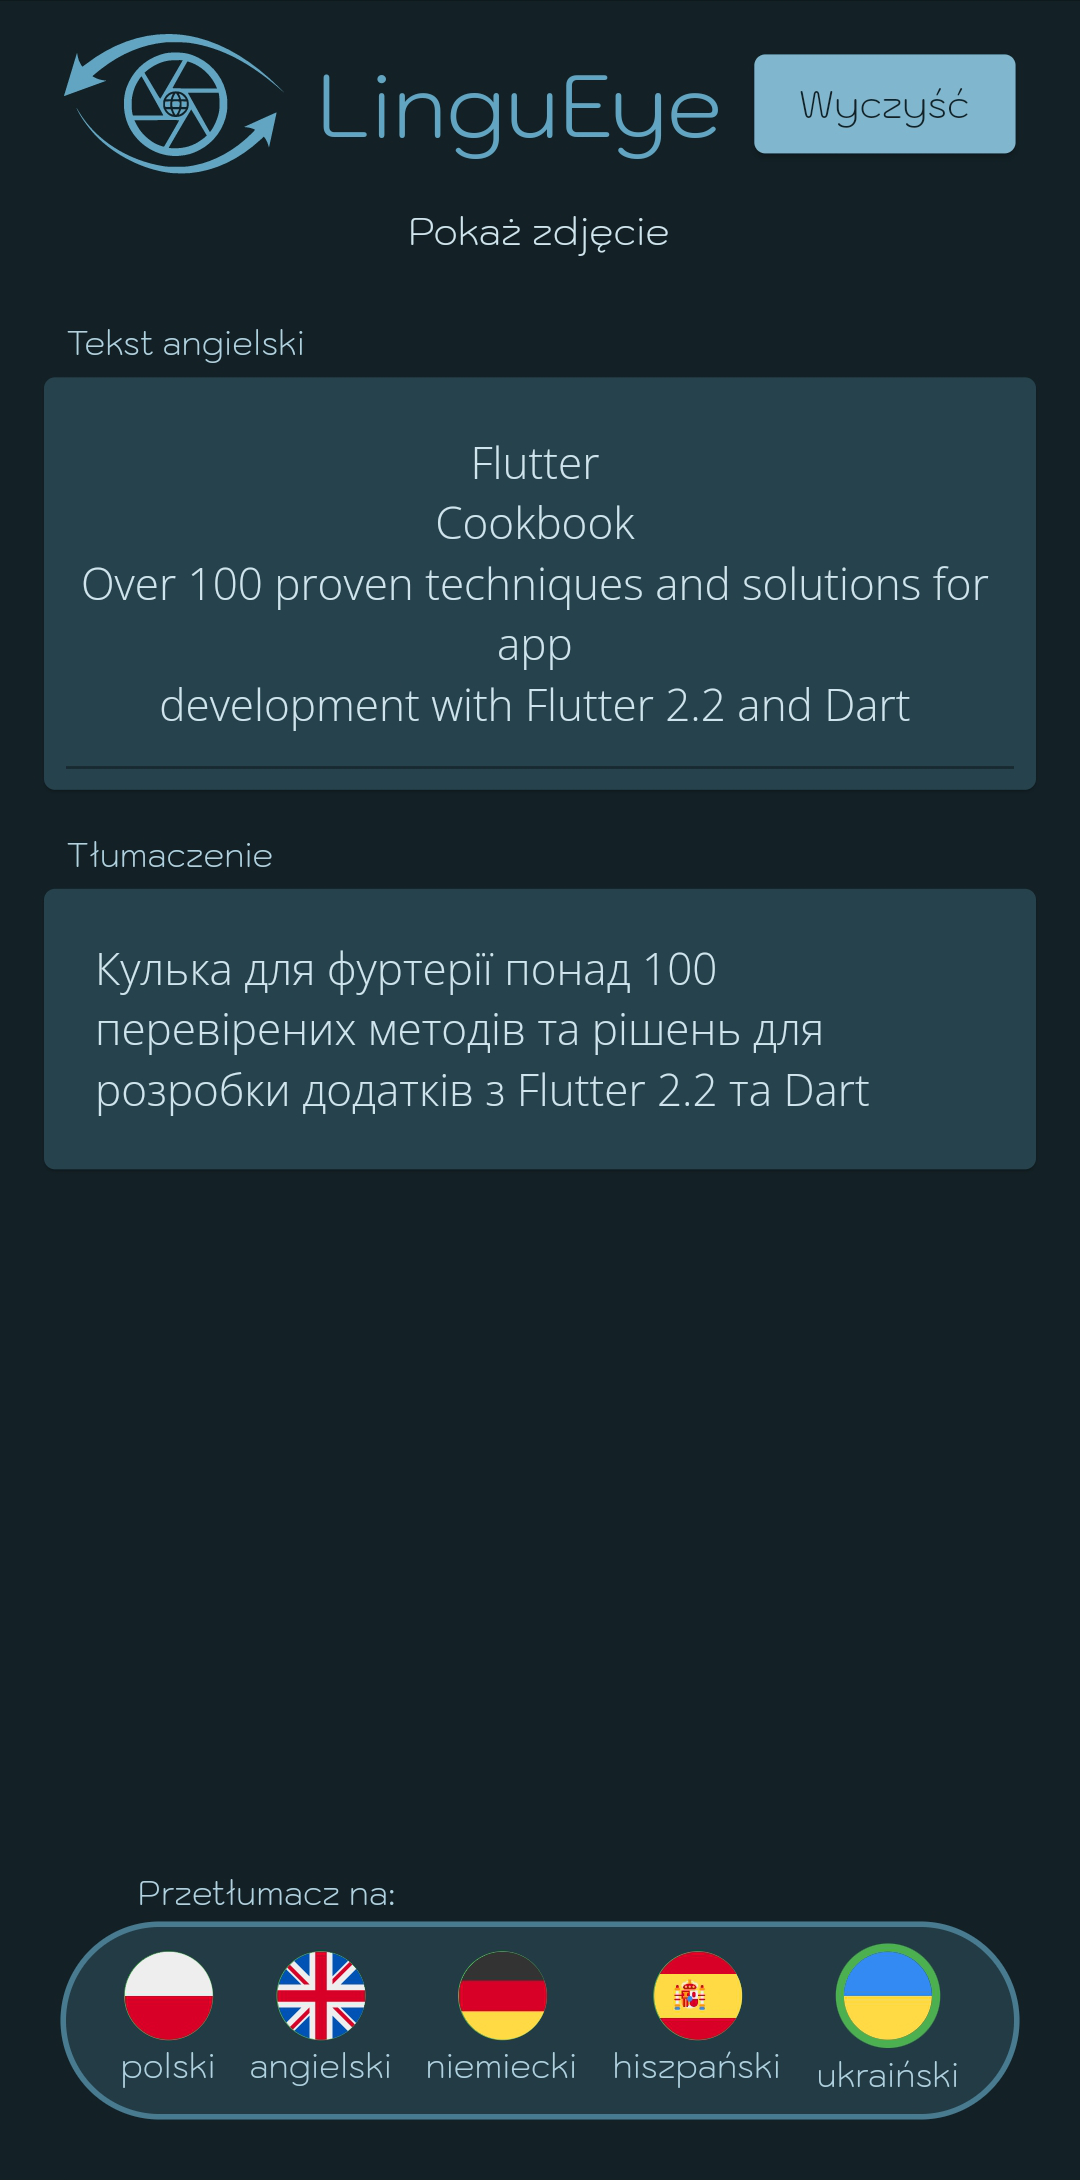 LinguEye
Wyczyść
Pokaż zdjęcie
Tekst angielski
Flutter
Cookbook
Over 100 proven techniques and solutions for
app
development with Flutter 2.2 and Dart
Tłumaczenie
Кулька для фуртерії понад 100
перевірених методів та рішень для
розробки додатків з Flutter 2.2 та Dart
Przetłumacz na:
polski angielski niemiecki hiszpański ukraiński